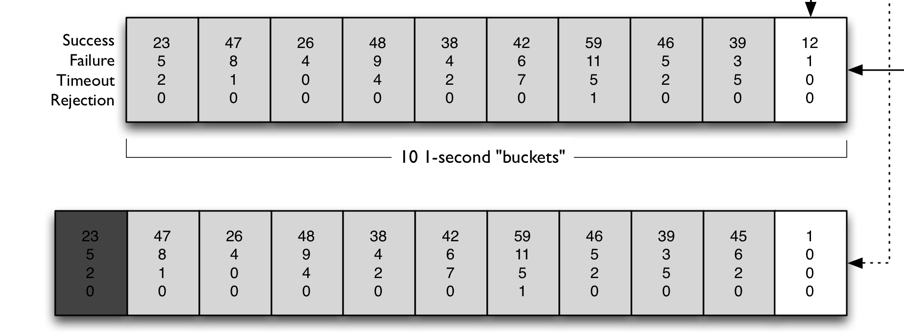 Success 23 47 26 48 38 42 59 46 39 12
Failure 5 8 4 9 4 6 11 5 3 1
Timeout 2 1 0 4 2 7 5 2 5 0
Rejection 0 0 0 0 0 0 1 0 0 0
10 1-second "buckets"
23 47 26 48 38 42 59 46 39 45 1
5 8 4 9 4 6 11 5 3 6 0
2 1 0 4 2 7 5 2 5 2 0
0 0 0 0 0 0 1 0 0 0 0